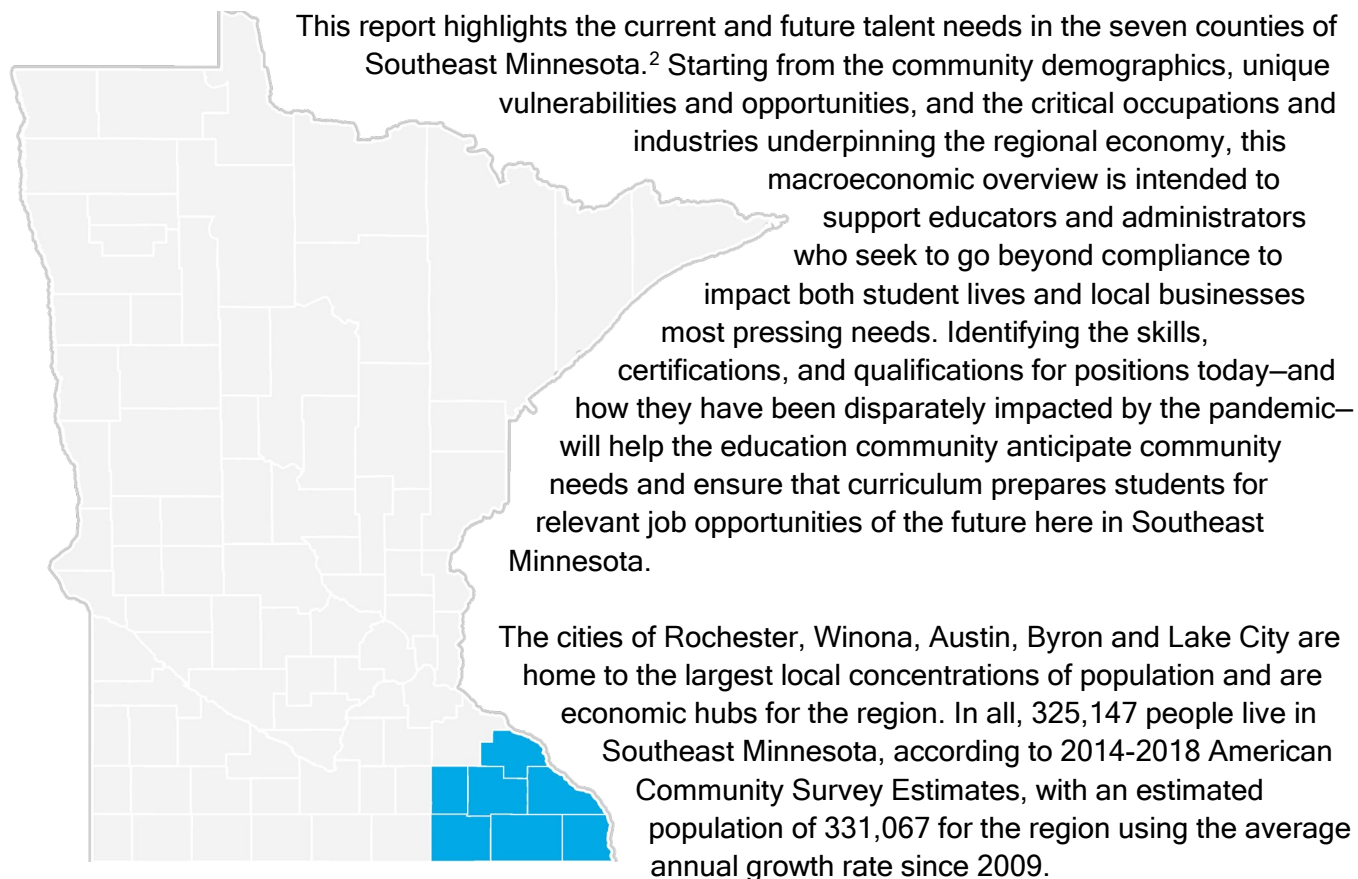 This report highlights the current and future talent needs in the seven counties of
Southeast Minnesota.2 Starting from the community demographics, unique
vulnerabilities and opportunities, and the critical occupations and
industries underpinning the regional economy, this
macroeconomic overview is intended to
support educators and administrators
who seek to go beyond compliance to
impact both student lives and local businesses
most pressing needs. Identifying the skills,
certifications, and qualifications for positions today—and
how they have been disparately impacted by the pandemic—
will help the education community anticipate community
needs and ensure that curriculum prepares students for
relevant job opportunities of the future here in Southeast
Minnesota.
The cities of Rochester, Winona, Austin, Byron and Lake City are
home to the largest local concentrations of population and are
economic hubs for the region. In all, 325,147 people live in
Southeast Minnesota, according to 2014-2018 American
Community Survey Estimates, with an estimated
population of 331,067 for the region using the average
annual growth rate since 2009.